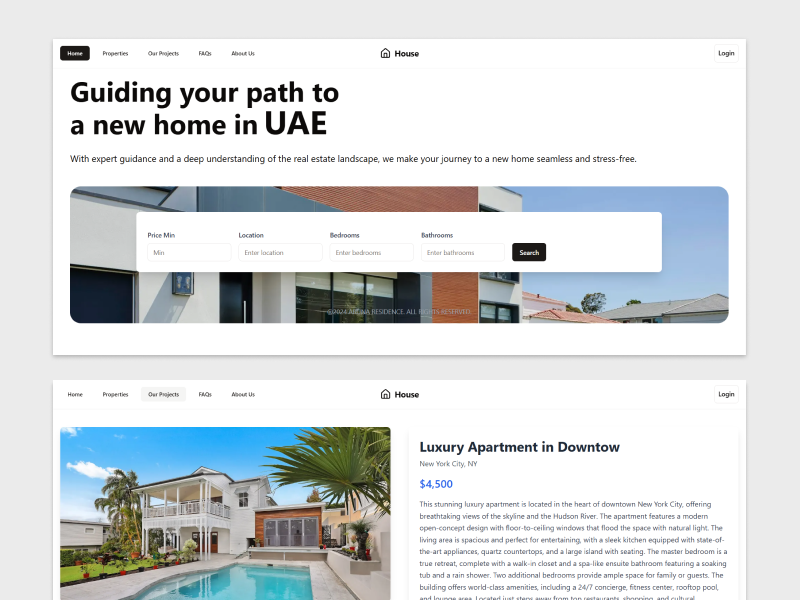 Home Properties Our Projects FAQs About Us House Login
Guiding your path to
a new home in UAE
With expert guidance and a deep understanding of the real estate landscape, we make your journey to a new home seamless and stress-free.
Price Min Location Bedrooms Bathrooms
Min Enter location Enter bedrooms Enter bathrooms Search
RESIDENCE. ALL RIGHTS RESERVED.
Home Properties Our Projects FAQs About Us House Login
Luxury Apartment in Downtow
New York City, NY
$4,500
This stunning luxury apartment is located in the heart of downtown New York City, offering
breathtaking views of the skyline and the Hudson River. The apartment features a modern
open-concept design with floor-to-ceiling windows that flood the space with natural light. The
living area is spacious and perfect for entertaining, with a sleek kitchen equipped with state-of-
the-art appliances, quartz countertops, and a large island with seating. The master bedroom is a
true retreat, complete with a walk-in closet and a spa-like ensuite bathroom featuring a soaking
tub and a rain shower. Two additional bedrooms provide ample space for family or guests. The
building offers world-class amenities, including a 24/7 concierge, fitness center, rooftop pool,
and lounge area. Located just steps away from top restaurants, shopping, and cultural